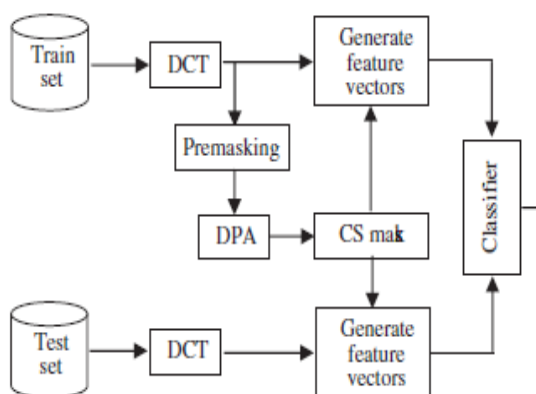 Train
set
DCT
Generate
feature
vectors
Premasking
DPA
CS mask
Classifier
Test
set
DCT
Generate
feature
vectors